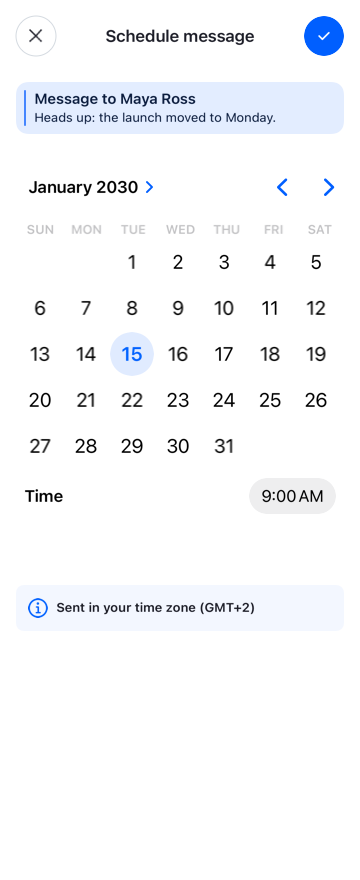 Schedule message
Message to Maya Ross
Heads up: the launch moved to Monday.
January 2030
SUN MON TUE WED THU FRI SAT
1 2 3 4 5
6 7 8 9 10 11 12
13 14 15 16 17 18 19
20 21 22 23 24 25 26
27 28 29 30 31
Time 9:00 AM
Sent in your time zone (GMT+2)